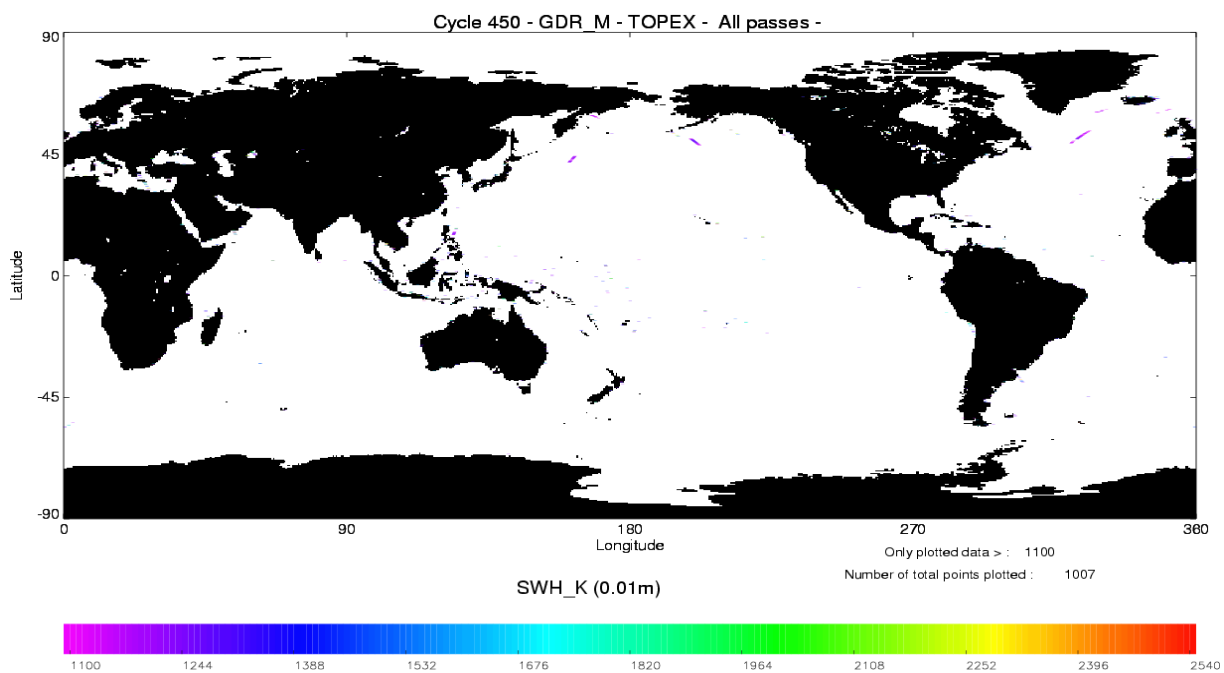 Cycle 450 - GDR_M - TOPEX - All passes -
90
45
0
-45
-90
Latitude
0 90 180 270 360
Longitude
Only plotted data > : 1100
Number of total points plotted : 1007
SWH_K (0.01m)
1100 1244 1388 1532 1676 1820 1964 2108 2252 2396 2540